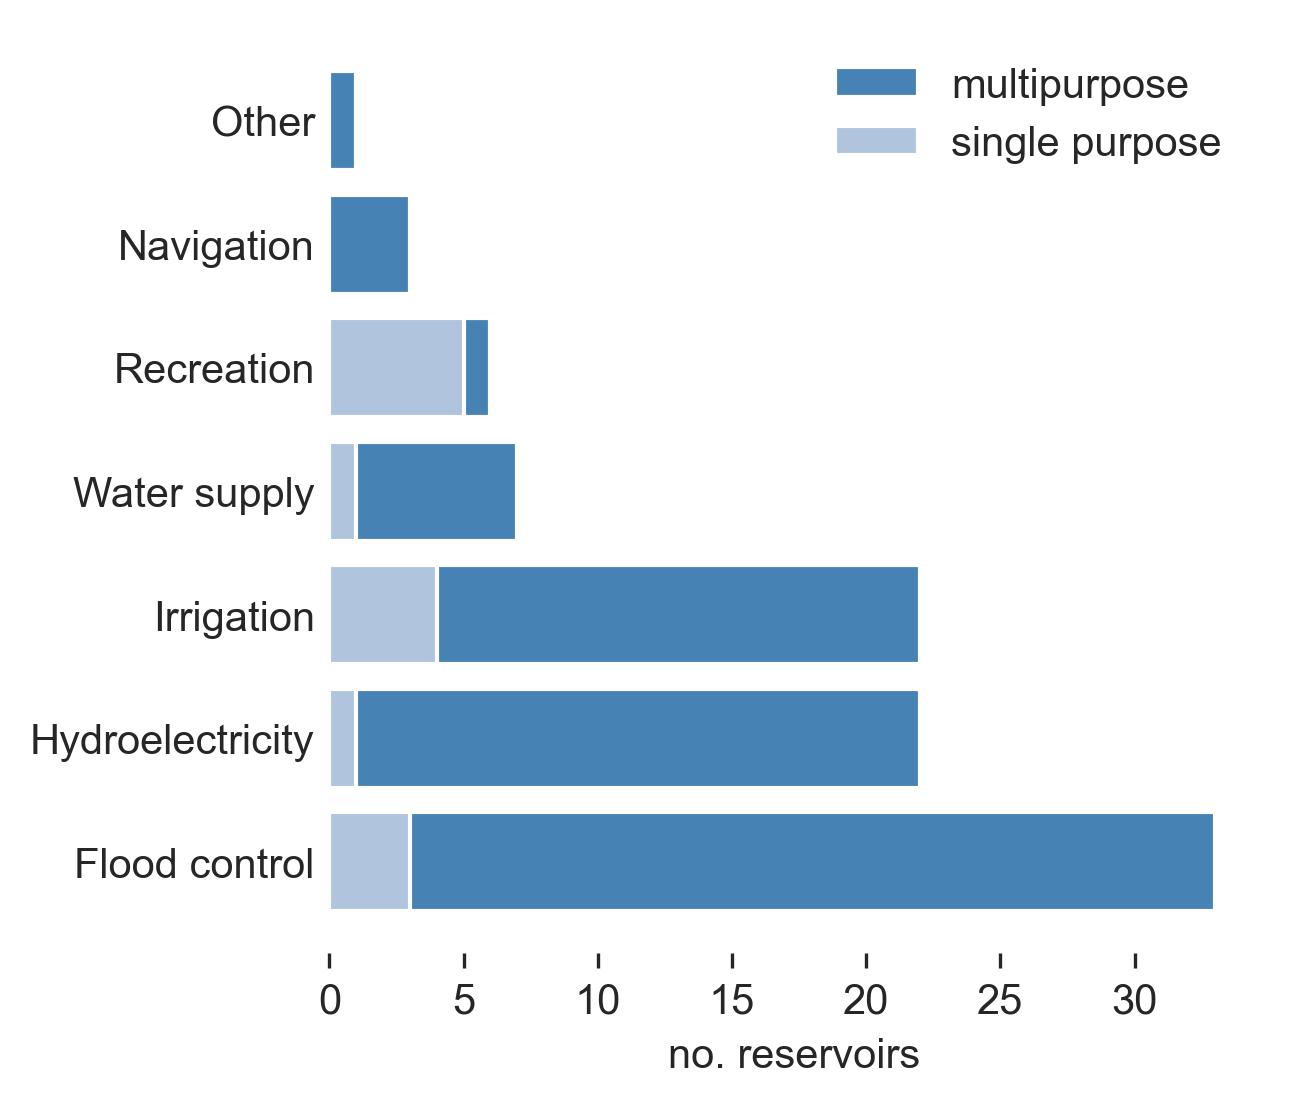 multipurpose
single purpose
Other
Navigation
Recreation
Water supply
Irrigation
Hydroelectricity
Flood control
0 5 10 15 20 25 30
no. reservoirs